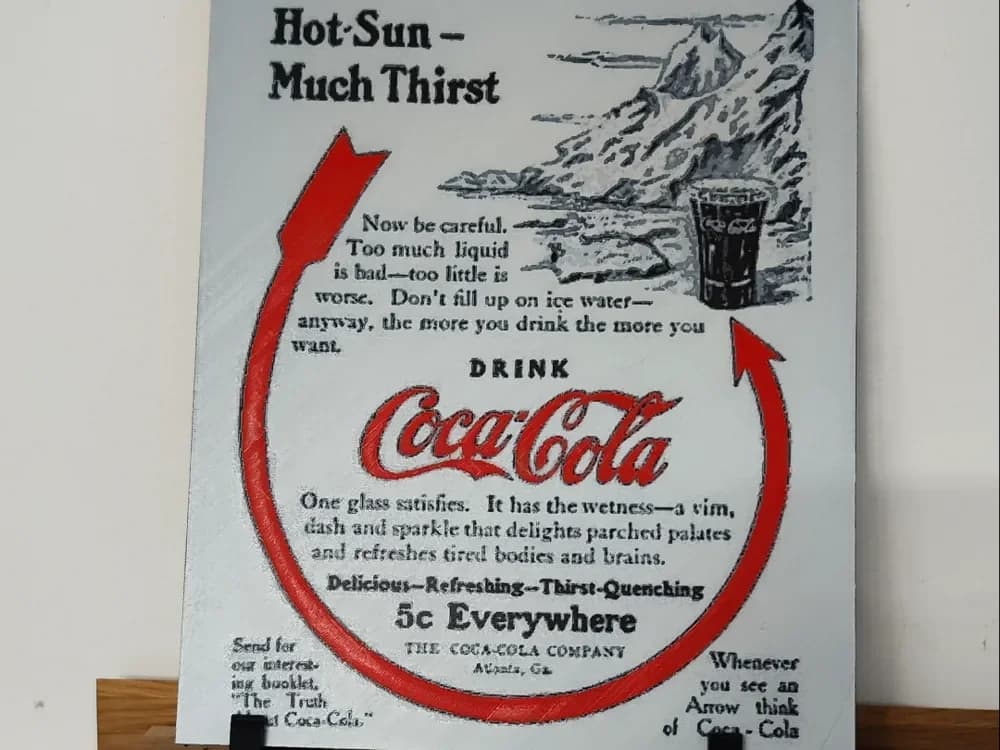 Hot-Sun –
Much Thirst
Now be careful.
Too much liquid
is bad—too little is
worse. Don't fill up on ice water—
anyway, the more you drink the more you
want.
Coca-Cola
DRINK
Coca-Cola
One glass satisfies. It has the wetness—a vim,
dash and sparkle that delights parched palates
and refreshes tired bodies and brains.
Delicious—Refreshing—Thirst-Quenching
5c Everywhere
THE COCA-COLA COMPANY
Atlanta, Ga.
Send for
our interest-
ing booklet,
"The Truth
Coca-Cola."
Whenever
you see an
Arrow think
of Coca-Cola